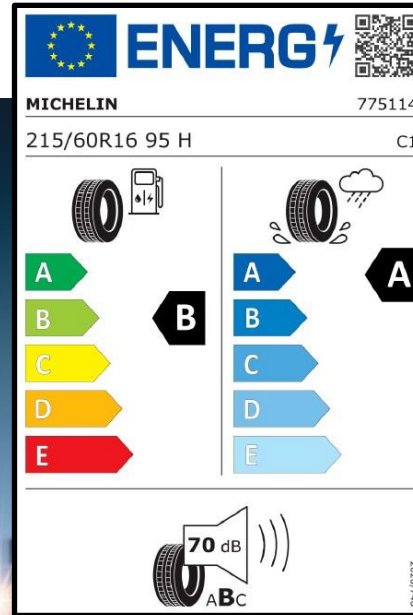 ENERG
MICHELIN 775114
215/60R16 95 H C1
A A A
B B B
C C
D D
E E
70 dB
ABC